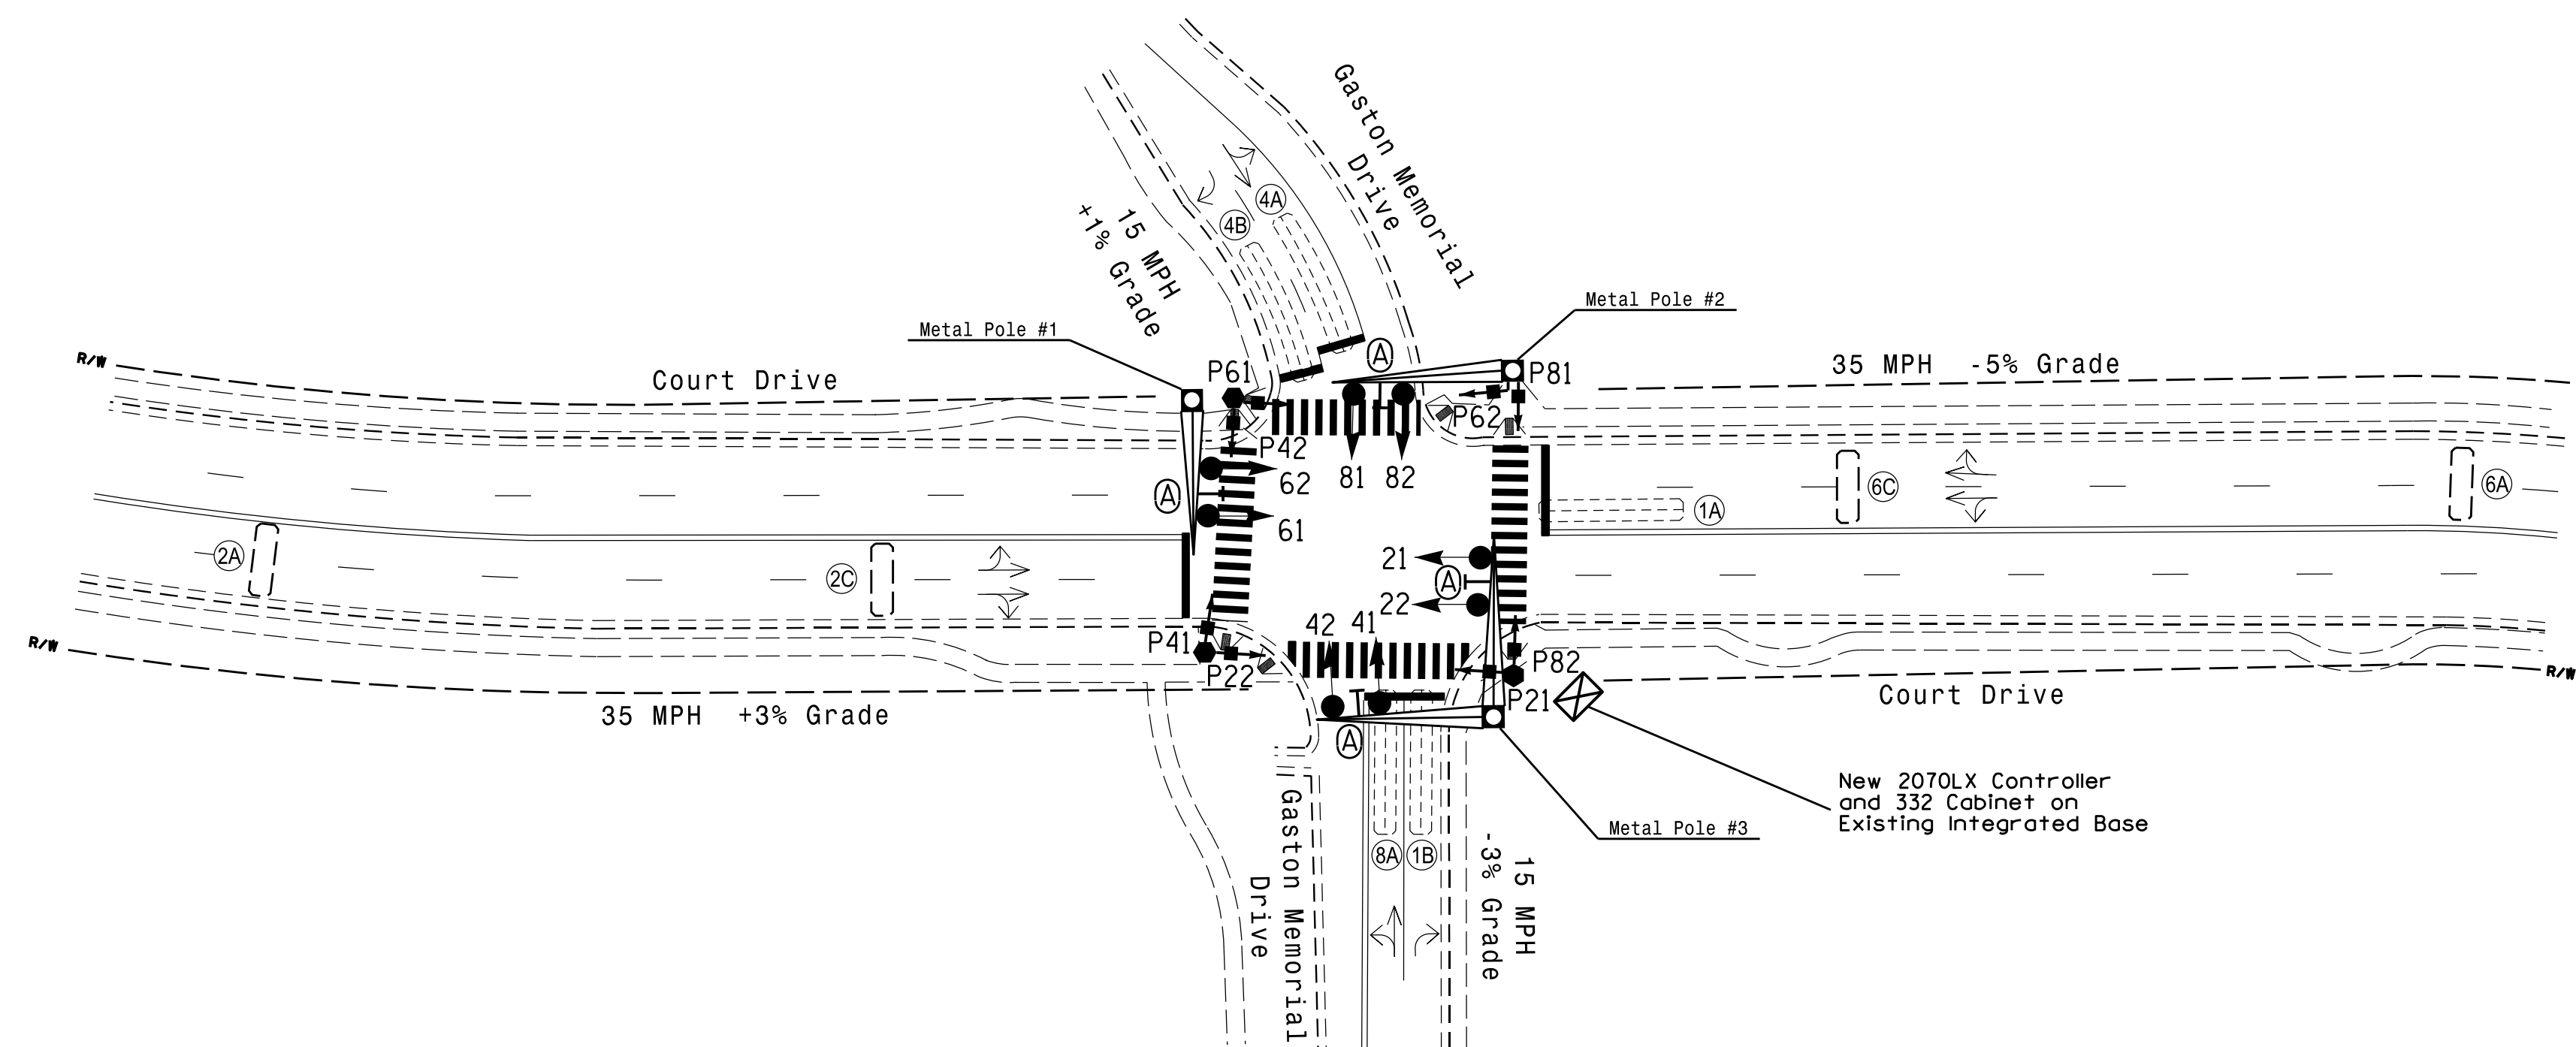 Gaston Memorial
Drive
4A
4B
15 MPH
+1% Grade
Metal Pole #2
Metal Pole #1
A
R/W
Court Drive
P61
P81
35 MPH -5% Grade
P62
P42
81
82
62
61
A
6C
6A
1A
2A
2C
21
A
22
42
41
P41
P22
P82
P21
R/W
R/W
35 MPH +3% Grade
Court Drive
A
New 2070LX Controller
and 332 Cabinet on
Existing Integrated Base
Metal Pole #3
8A
1B
Gaston Memorial
Drive
15 MPH
-3% Grade